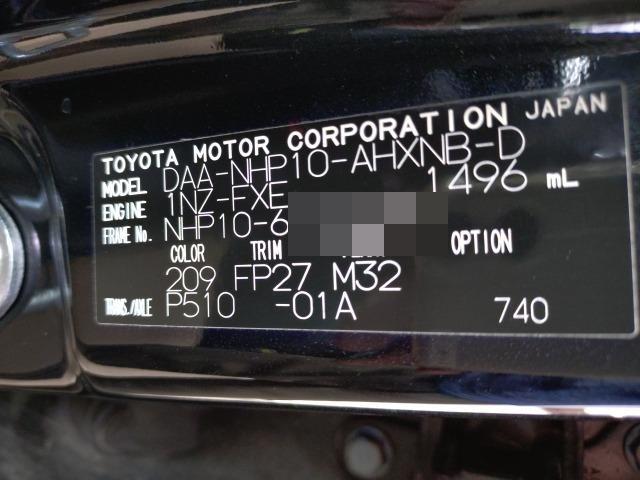 TOYOTA MOTOR CORPORATION JAPAN
MODEL DAA-NHP10-AHXNB-D
ENGINE 1NZ-FXE 1496 mL
FRAME No. NHP10-6
COLOR TRIM OPTION
209 FP27 M32
TRANS./AXLE P510 -01A 740